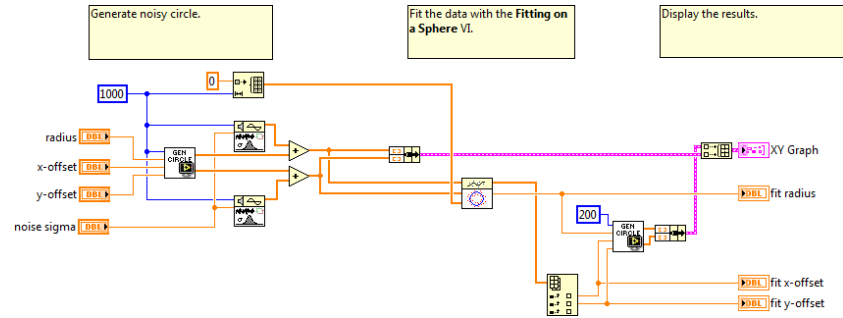 Generate noisy circle.
Fit the data with the Fitting on
a Sphere VI.
Display the results.
0
1000
radius
DBL
GEN
CIRCLE
XY Graph
x-offset
DBL
y-offset
DBL
fit radius
DBL
200
noise sigma
DBL
GEN
CIRCLE
fit x-offset
DBL
fit y-offset
DBL